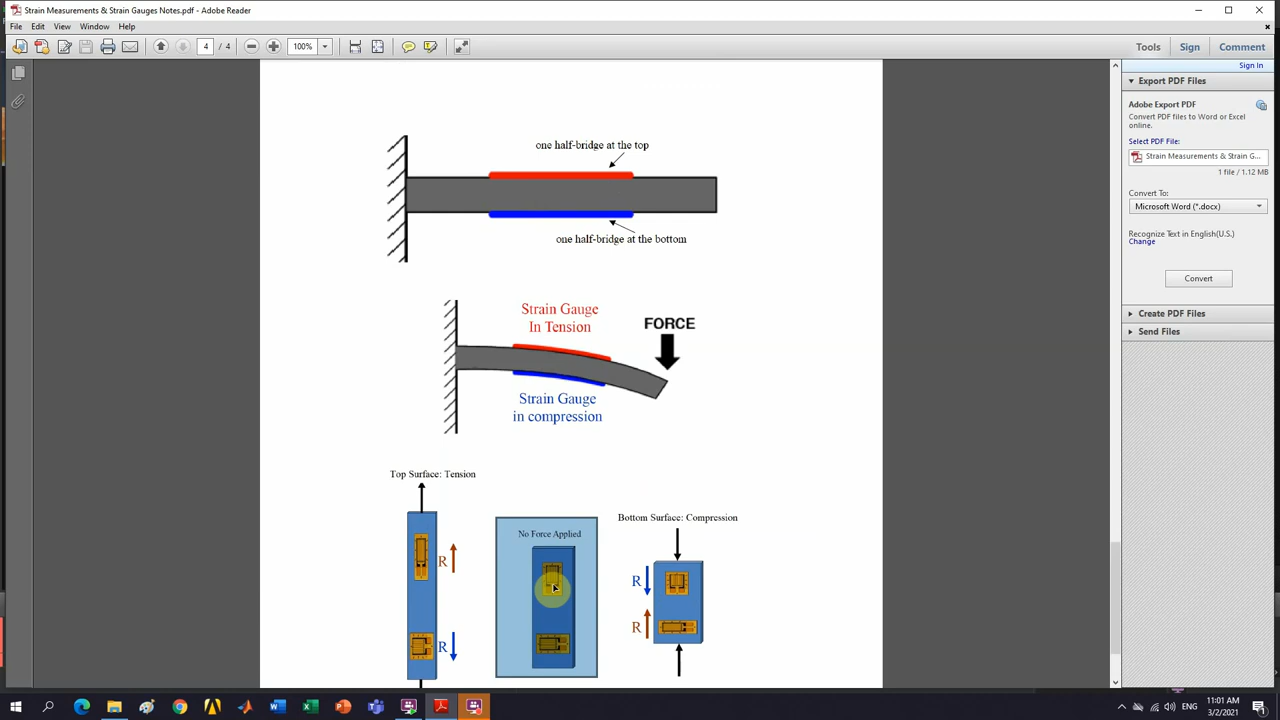 Strain Measurements & Strain Gauges Notes.pdf - Adobe Reader
File Edit View Window Help
4 / 4 100% Tools Sign Comment
Sign In
Export PDF Files
Adobe Export PDF
Convert PDF files to Word or Excel
online.
Select PDF File:
Strain Measurements & Strain G...
1 file / 1.12 MB
Convert To:
Microsoft Word (*.docx)
Recognize Text in English(U.S.)
Change
Convert
Create PDF Files
Send Files
one half-bridge at the top
one half-bridge at the bottom
Strain Gauge
In Tension
FORCE
Strain Gauge
in compression
Top Surface: Tension
R
R
No Force Applied
Bottom Surface: Compression
R
R
ENG
11:01 AM
3/2/2021